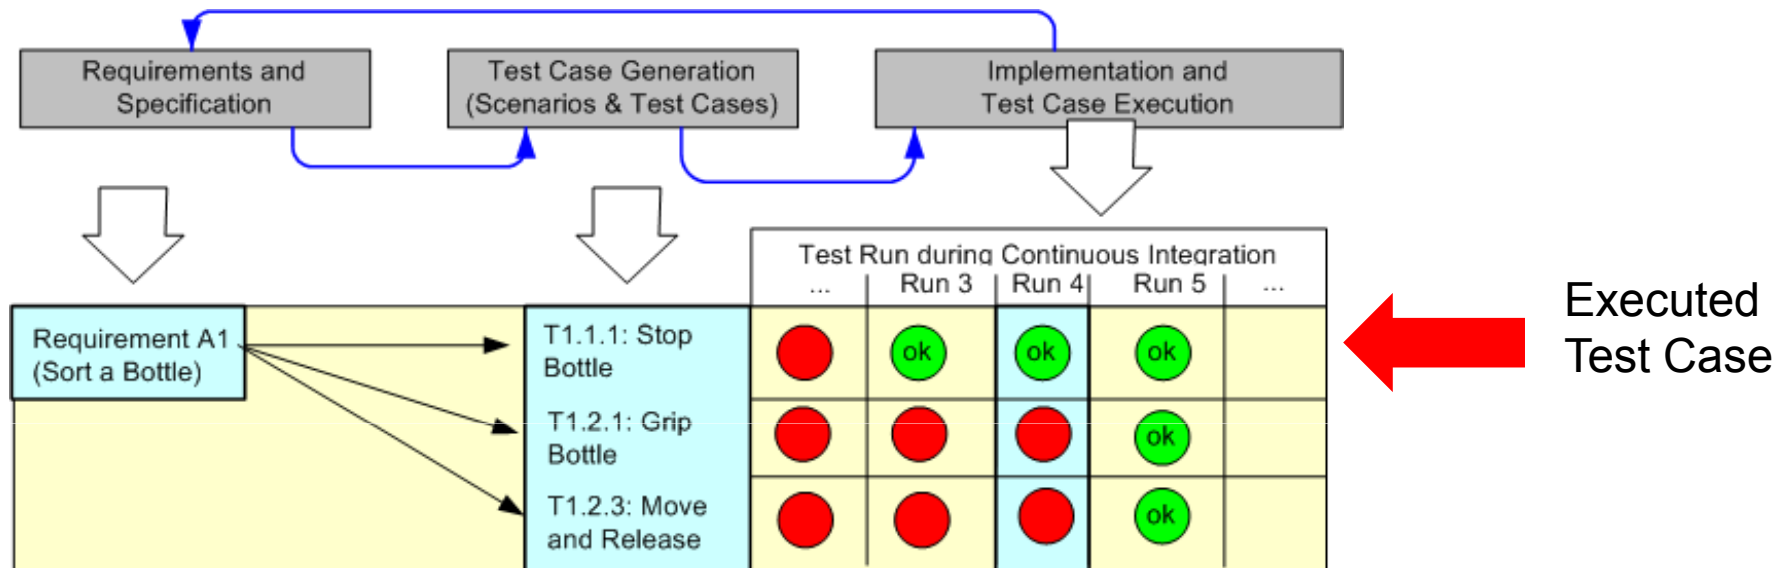 Requirements and
Specification
Test Case Generation
(Scenarios & Test Cases)
Implementation and
Test Case Execution
Test Run during Continuous Integration
... Run 3 Run 4 Run 5 ...
Requirement A1
(Sort a Bottle)
T1.1.1: Stop
Bottle
ok ok ok
T1.2.1: Grip
Bottle
ok
T1.2.3: Move
and Release
ok
Executed
Test Case